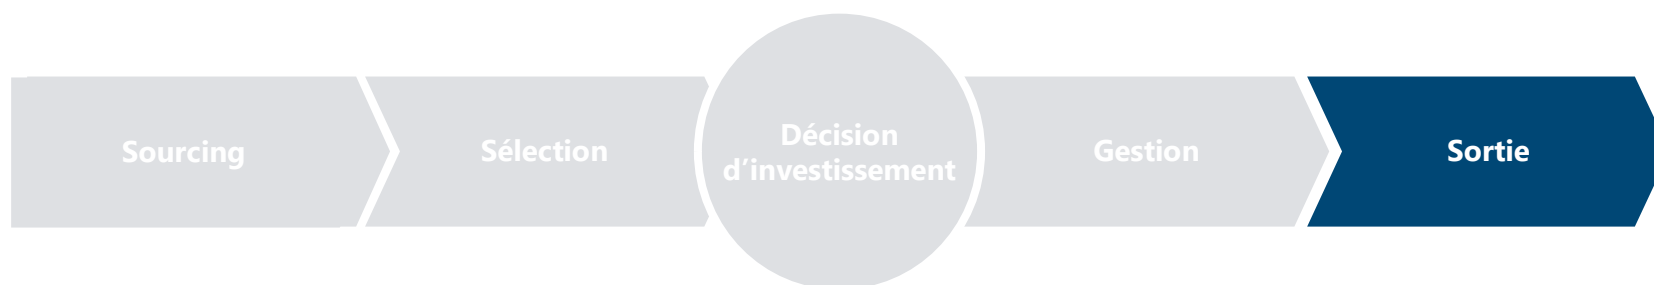 Sourcing
Sélection
Décision
d’investissement
Gestion
Sortie